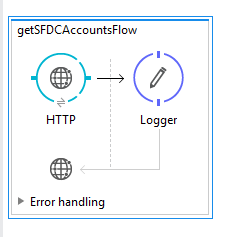 getSFDCAccountsFlow
HTTP
Logger
Error handling